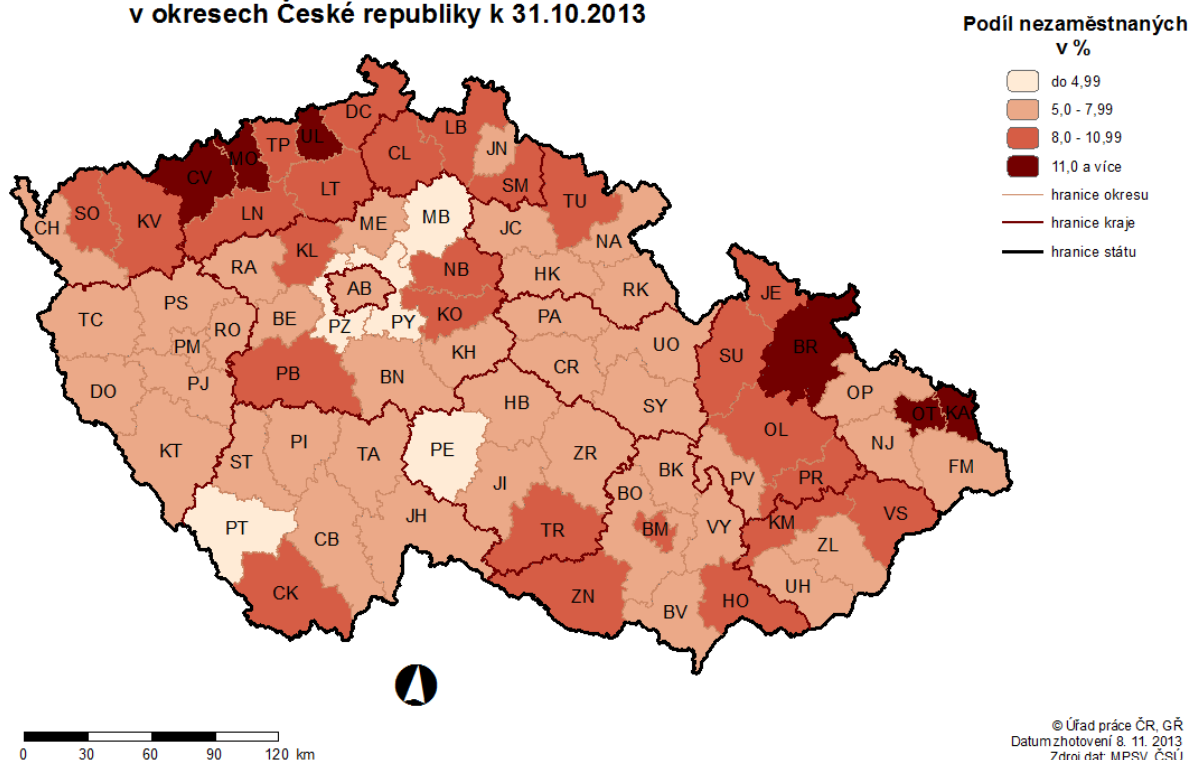 v okresech České republiky k 31.10.2013
Podíl nezaměstnaných
v %
do 4,99
5,0 - 7,99
8,0 - 10,99
11,0 a více
hranice okresu
hranice kraje
hranice státu
DC
UL
LB
TP
MO
JN
CL
CV
LT
SM
TU
SO
LN
KV
MB
ME
CH
JC
NA
KL
RA
NB
HK
AB
RK
JE
PS
KO
PA
TC
BE
PZ
PY
RO
UO
PM
BR
KH
SU
CR
PB
BN
PJ
DO
OP
HB
SY
OT
KA
OL
PI
NJ
PE
KT
TA
ZR
ST
FM
BK
PR
PV
JI
BO
VS
JH
KM
PT
TR
BM
VY
CB
ZL
UH
CK
ZN
HO
BV
0 30 60 90 120 km
© Úřad práce ČR, GŘ
Datum zhotovení 8. 11. 2013
Zdroj dat: MPSV, ČSÚ